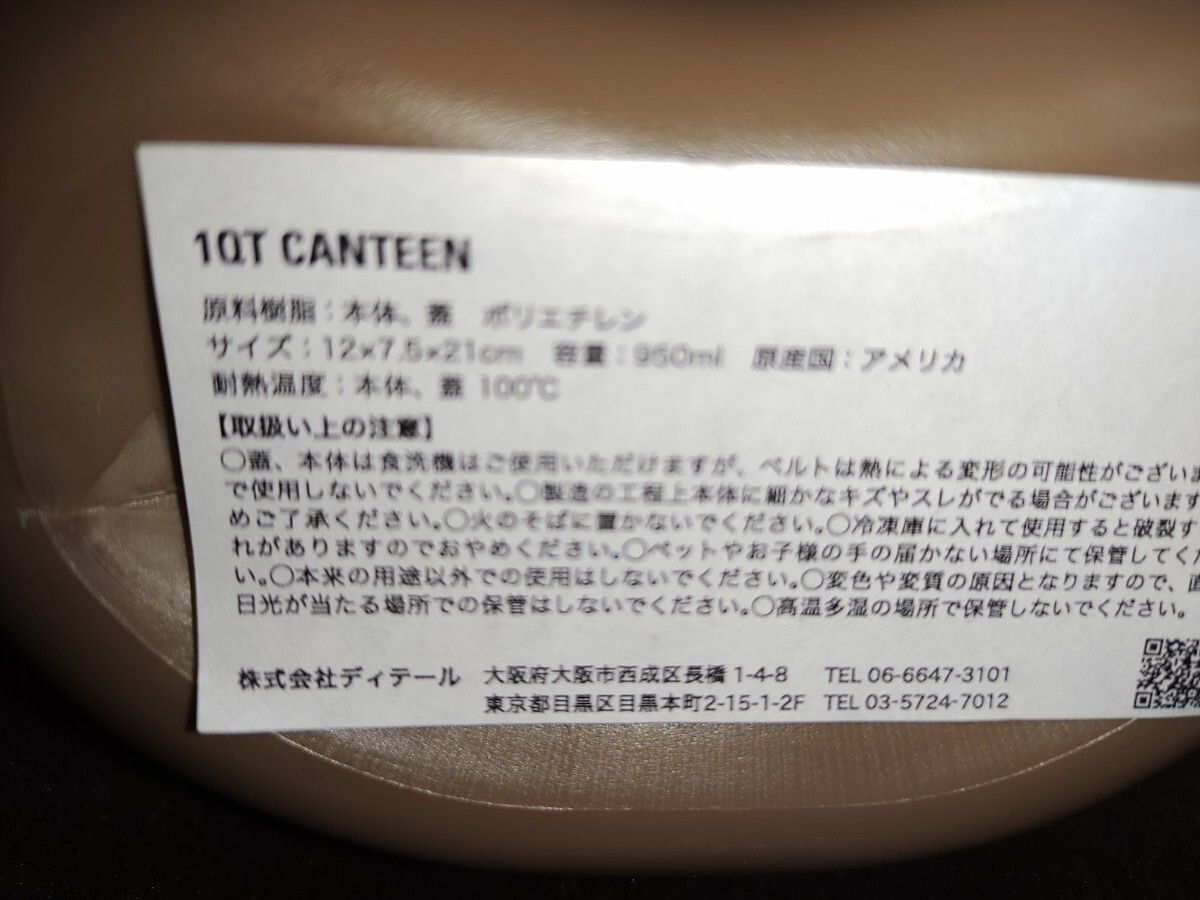 1QT CANTEEN
原料樹脂：本体、蓋　ポリエチレン
サイズ：12×7.5×21cm　容量：950ml　原産国：アメリカ
耐熱温度：本体、蓋 100℃
【取扱い上の注意】
○蓋、本体は食洗機はご使用いただけますが、ベルトは熱による変形の可能性がございま
で使用しないでください。○製造の工程上本体に細かなキズやスレがでる場合がございます
めご了承ください。○火のそばに置かないでください。○冷凍庫に入れて使用すると破裂す
れがありますのでおやめください。○ペットやお子様の手の届かない場所にて保管してくだ
い。○本来の用途以外での使用はしないでください。○変色や変質の原因となりますので、直
日光が当たる場所での保管はしないでください。○高温多湿の場所で保管しないでください。
株式会社ディテール　大阪府大阪市西成区長橋 1-4-8　TEL 06-6647-3101
東京都目黒区目黒本町2-15-1-2F　TEL 03-5724-7012